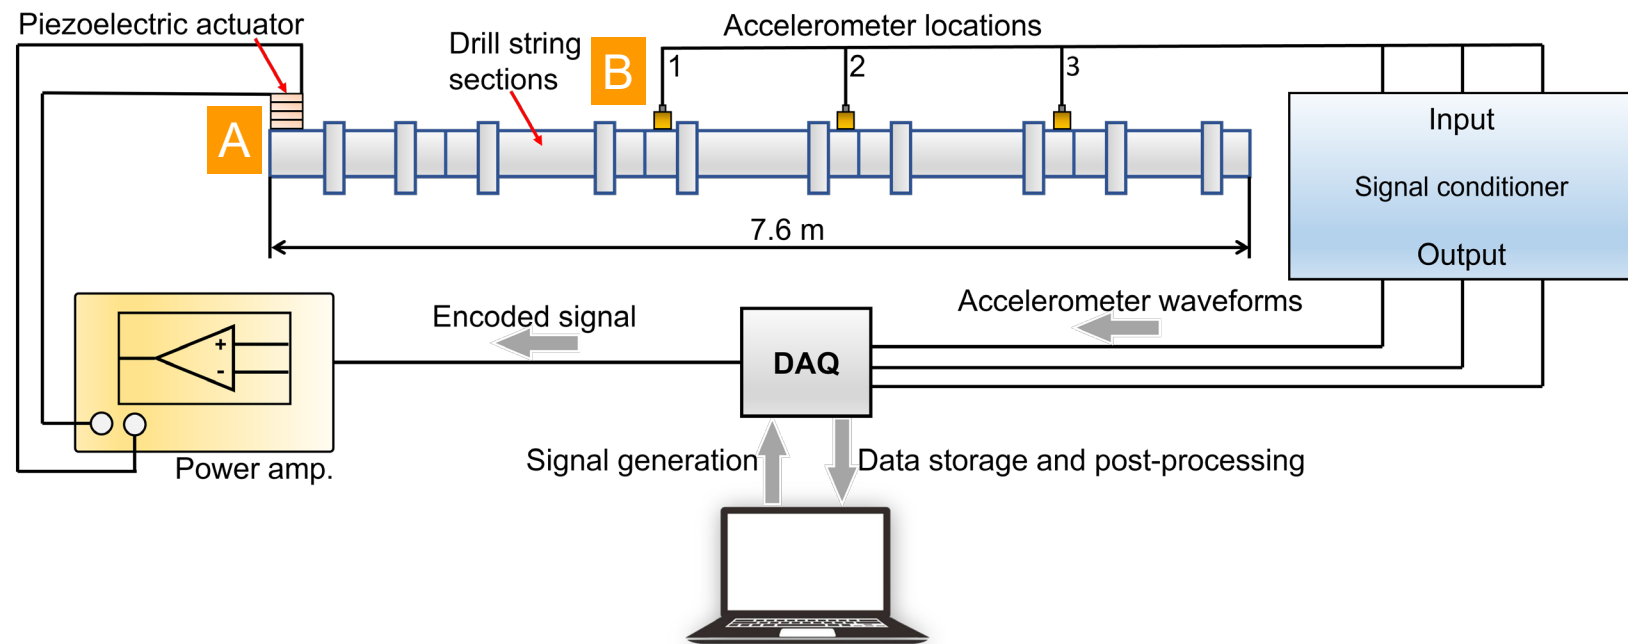 Piezoelectric actuator
Accelerometer locations
Drill string
sections
B
1
2
3
A
Input
Signal conditioner
Output
7.6 m
Accelerometer waveforms
Encoded signal
+
-
DAQ
Power amp.
Signal generation
Data storage and post-processing